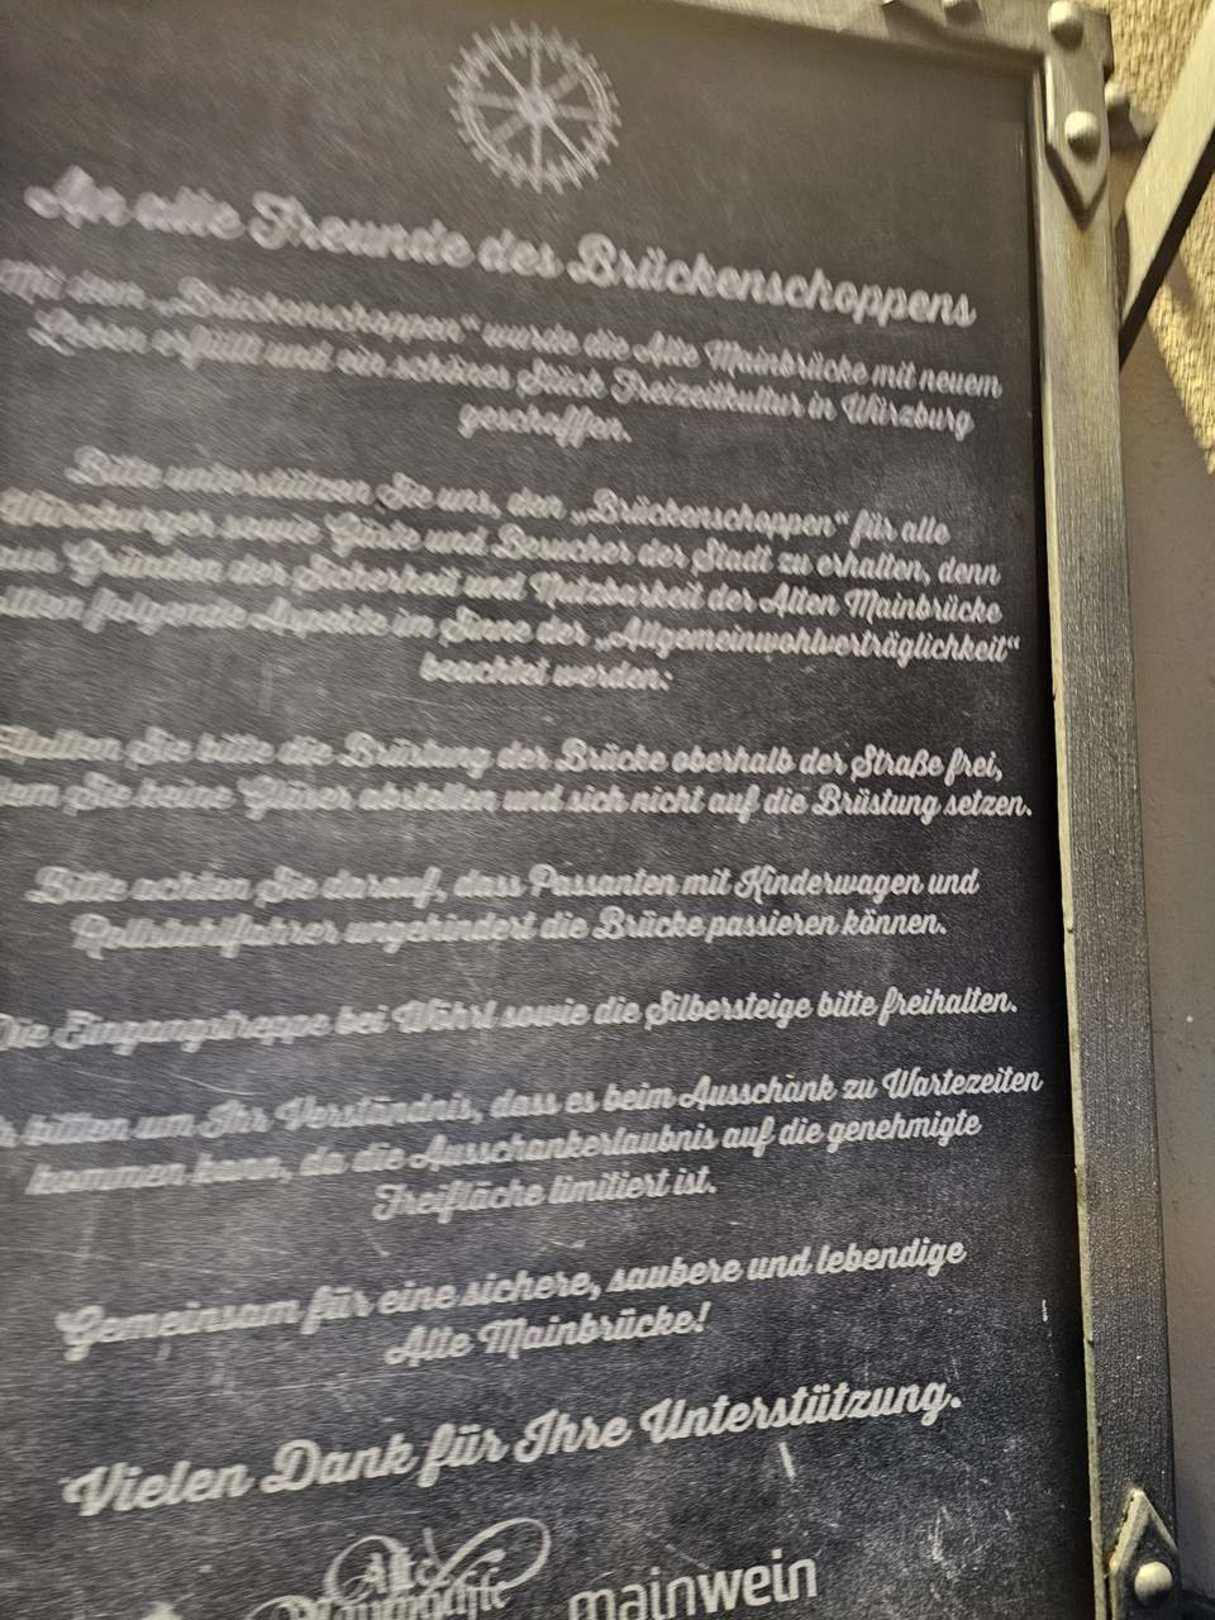 An alle Freunde des Brückenschoppens
Mit dem „Brückenschoppen“ wurde die Alte Mainbrücke mit neuem
Leben erfüllt und ein schönes Stück Freizeitkultur in Würzburg
geschaffen.
Bitte unterstützen Sie uns, den „Brückenschoppen“ für alle
Würzburger sowie Gäste und Besucher der Stadt zu erhalten, denn
aus Gründen der Sicherheit und Nutzbarkeit der Alten Mainbrücke
folgende Aspekte im Sinne der „Allgemeinwohlverträglichkeit“
beachtet werden:
Halten Sie bitte die Brüstung der Brücke oberhalb der Straße frei,
Sie keine Gläser abstellen und sich nicht auf die Brüstung setzen.
Bitte achten Sie darauf, dass Passanten mit Kinderwagen und
Rollstuhlfahrer ungehindert die Brücke passieren können.
Die Eingangstreppe bei Wöhrl sowie die Silbersteige bitte freihalten.
bitten um Ihr Verständnis, dass es beim Ausschank zu Wartezeiten
kommen kann, da die Ausschankerlaubnis auf die genehmigte
Freifläche limitiert ist.
Gemeinsam für eine sichere, saubere und lebendige
Alte Mainbrücke!
Vielen Dank für Ihre Unterstützung.
Alte
mainwein